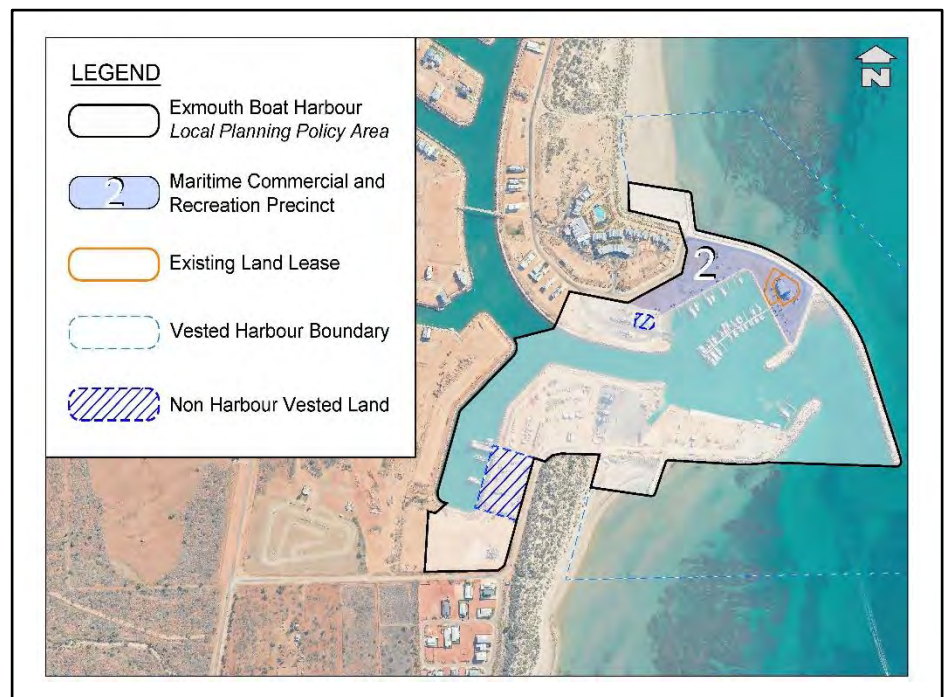 LEGEND
Exmouth Boat Harbour
Local Planning Policy Area
2
Maritime Commercial and
Recreation Precinct
Existing Land Lease
Vested Harbour Boundary
Non Harbour Vested Land
N
2